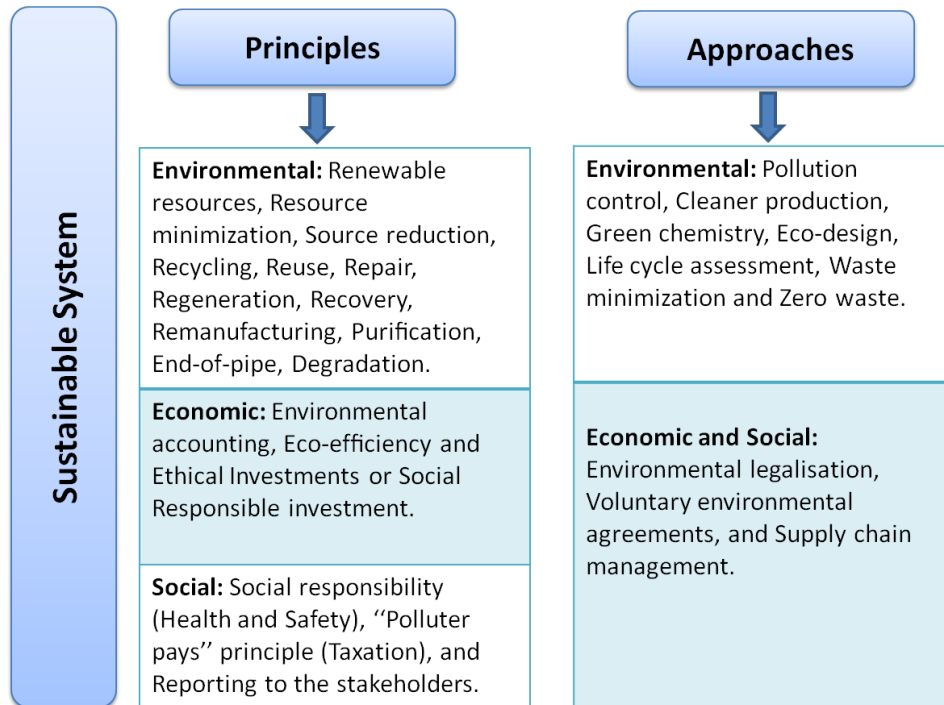 Sustainable System
Principles
Environmental: Renewable
resources, Resource
minimization, Source reduction,
Recycling, Reuse, Repair,
Regeneration, Recovery,
Remanufacturing, Purification,
End-of-pipe, Degradation.
Economic: Environmental
accounting, Eco-efficiency and
Ethical Investments or Social
Responsible investment.
Social: Social responsibility
(Health and Safety), ‘‘Polluter
pays’’ principle (Taxation), and
Reporting to the stakeholders.
Approaches
Environmental: Pollution
control, Cleaner production,
Green chemistry, Eco-design,
Life cycle assessment, Waste
minimization and Zero waste.
Economic and Social:
Environmental legalisation,
Voluntary environmental
agreements, and Supply chain
management.